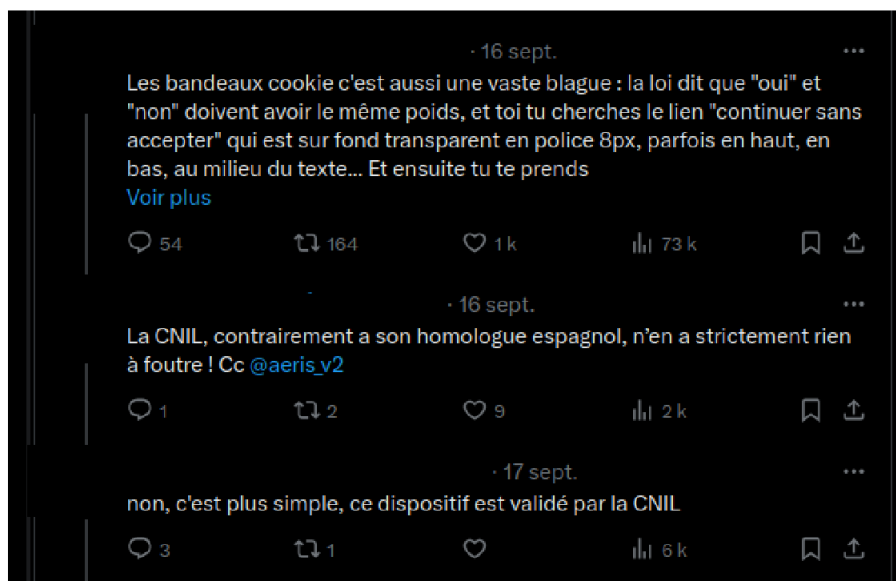 · 16 sept.
Les bandeaux cookie c'est aussi une vaste blague : la loi dit que "oui" et
"non" doivent avoir le même poids, et toi tu cherches le lien "continuer sans
accepter" qui est sur fond transparent en police 8px, parfois en haut, en
bas, au milieu du texte... Et ensuite tu te prends
Voir plus
54 164 1 k 73 k
· 16 sept.
La CNIL, contrairement a son homologue espagnol, n’en a strictement rien
à foutre ! Cc @aeris_v2
1 2 9 2 k
· 17 sept.
non, c'est plus simple, ce dispositif est validé par la CNIL
3 1 6 k